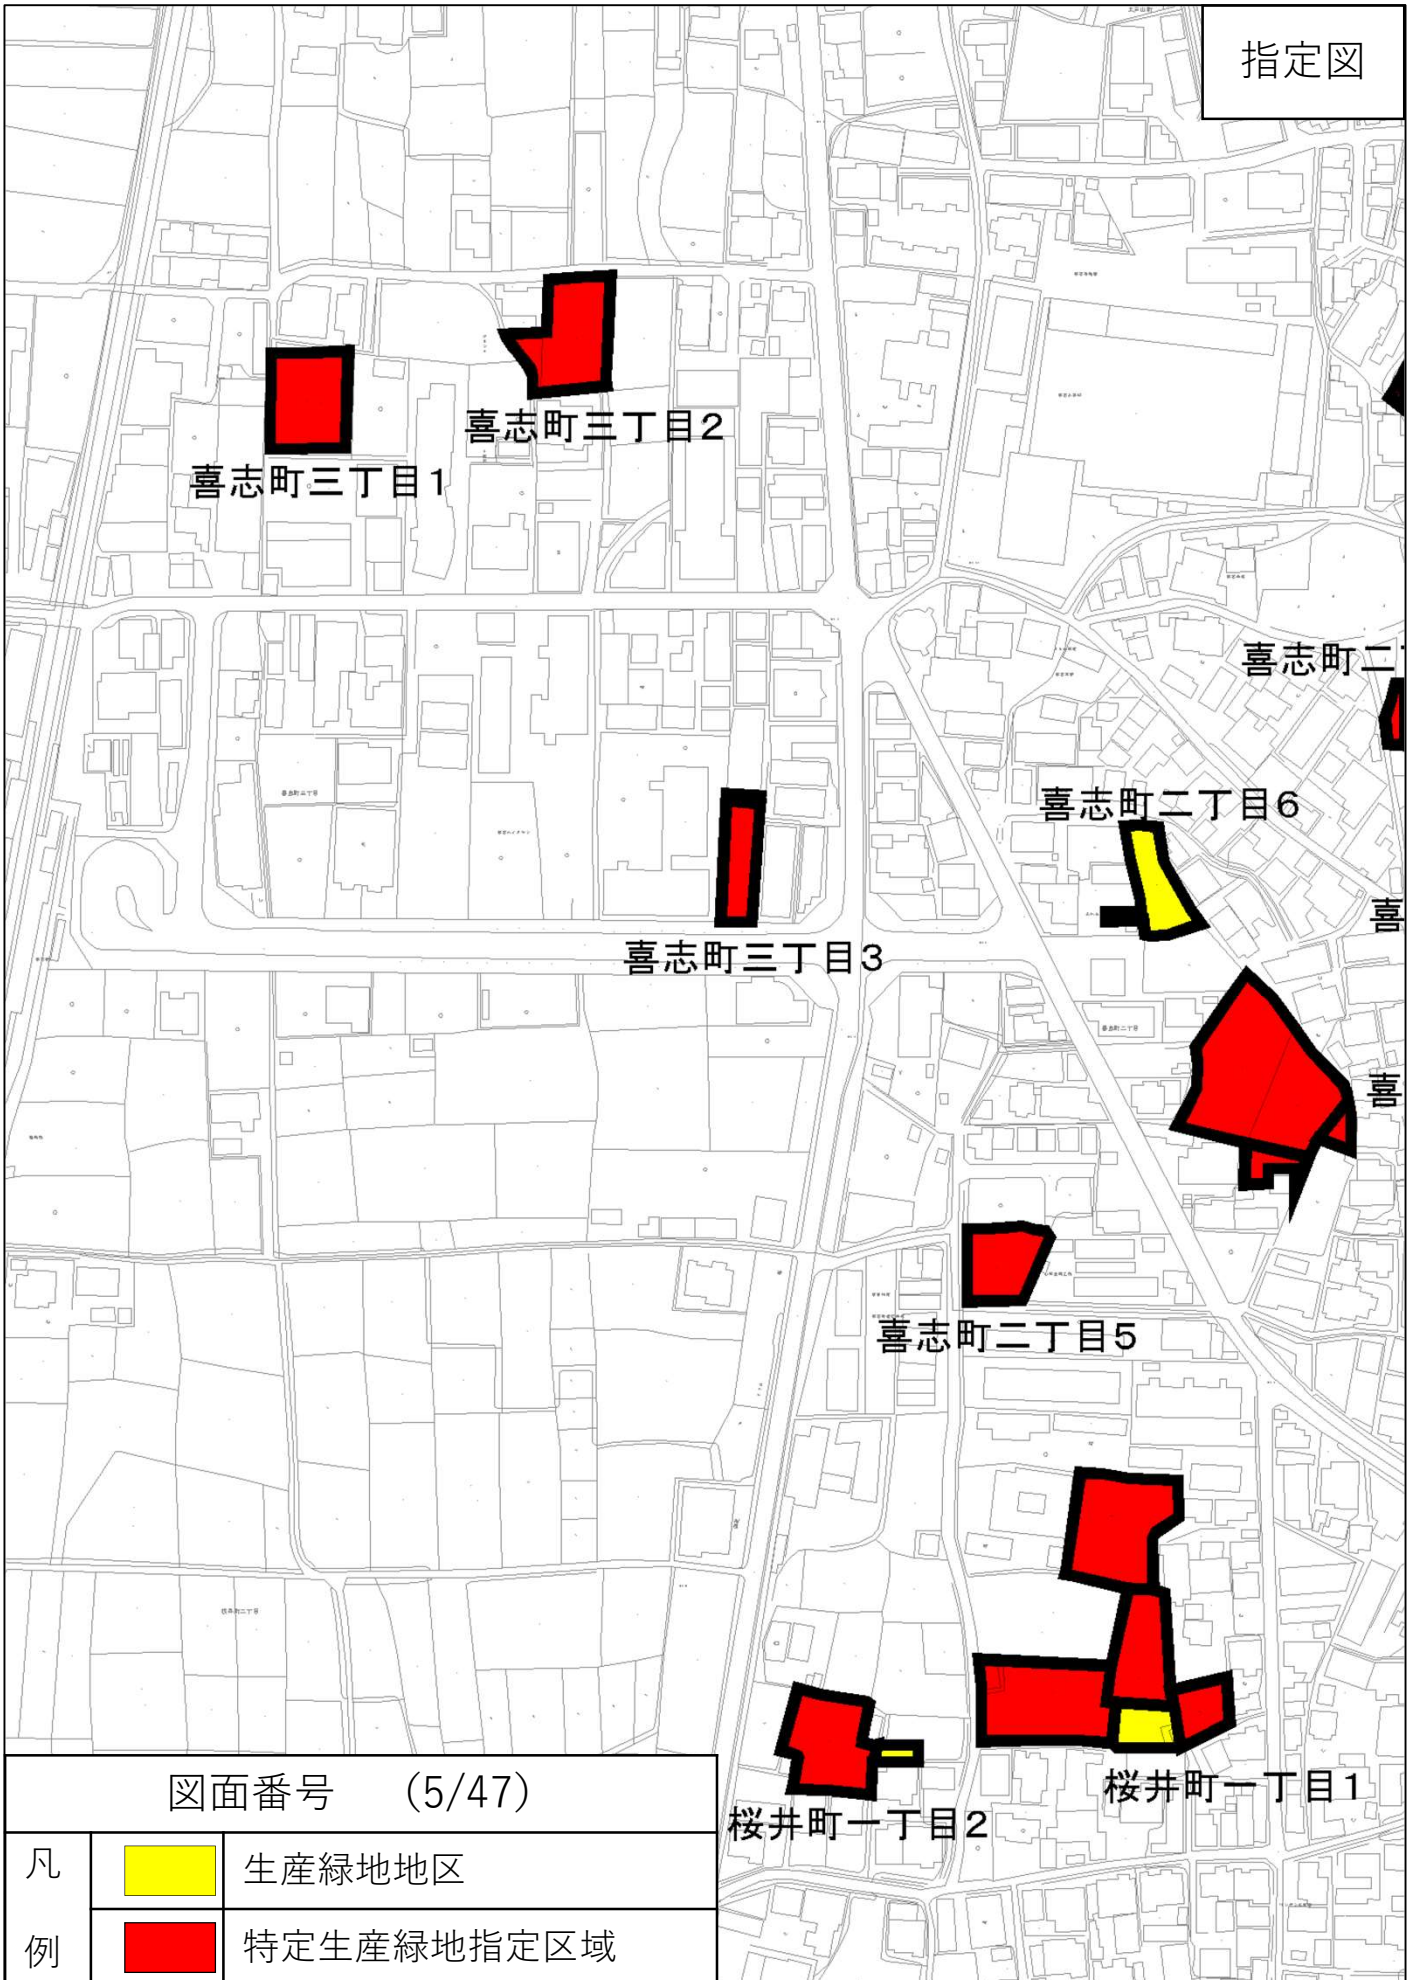 指定図
喜志町三丁目2
喜志町三丁目1
喜志町二
喜志町二丁目6
喜
喜志町三丁目3
喜
喜志町二丁目5
桜井町一丁目1
桜井町一丁目2
図面番号 (5/47)
凡例
生産緑地地区
特定生産緑地指定区域